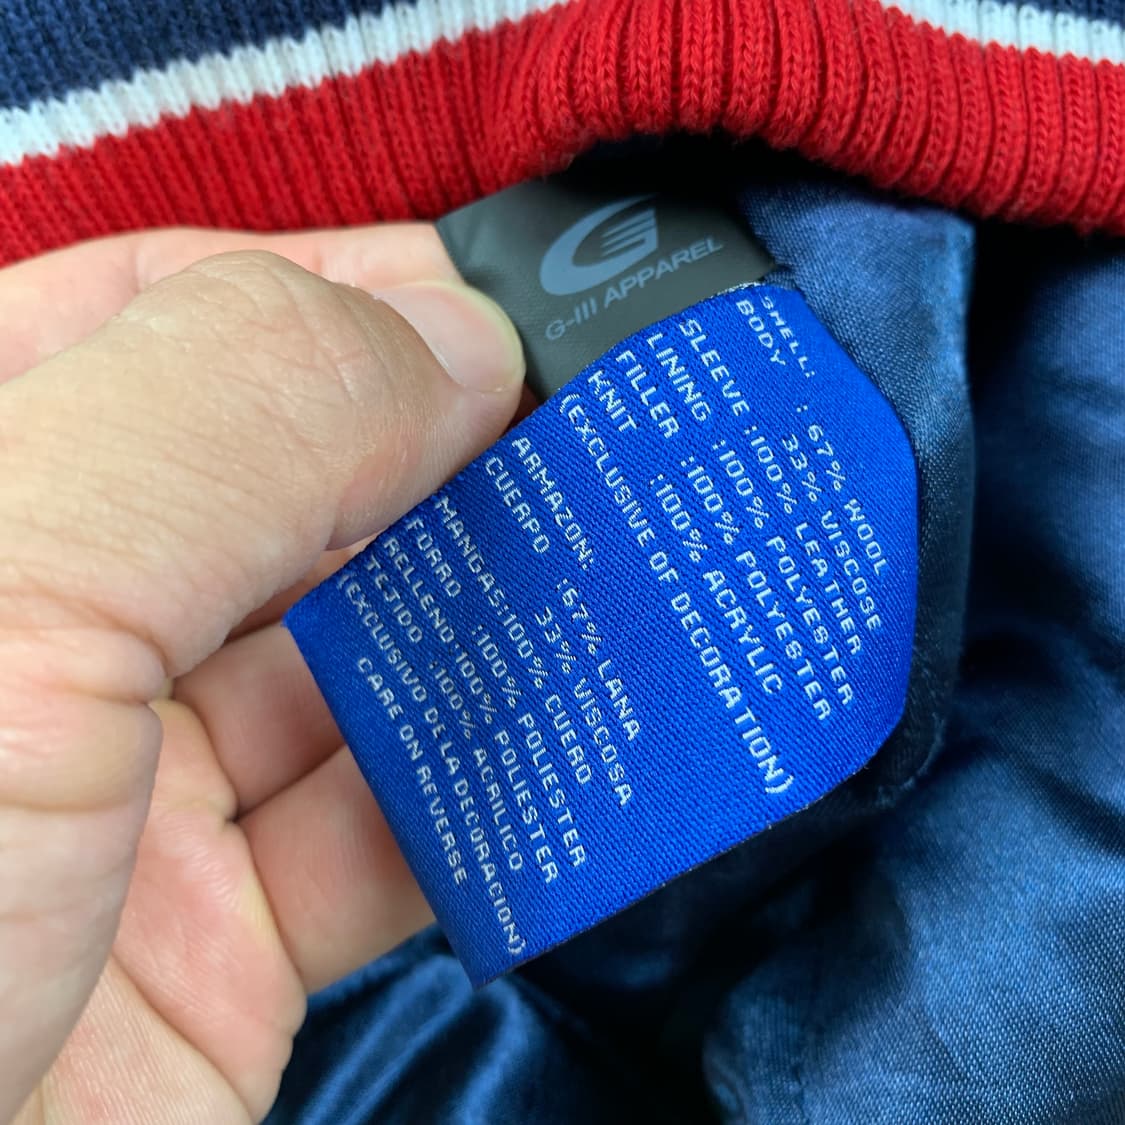 G-III APPAREL
SHELL:
BODY : 67% WOOL
33% VISCOSE
SLEEVE :100% LEATHER
LINING :100% POLYESTER
FILLER :100% POLYESTER
KNIT :100% ACRYLIC
(EXCLUSIVE OF DECORATION)
ARMAZON:
CUERPO :67% LANA
33% VISCOSA
MANGAS:100% CUERO
FORRO :100% POLIESTER
RELLENO:100% POLIESTER
TEJIDO :100% ACRILICO
(EXCLUSIVO DE LA DECORACION)
CARE ON REVERSE